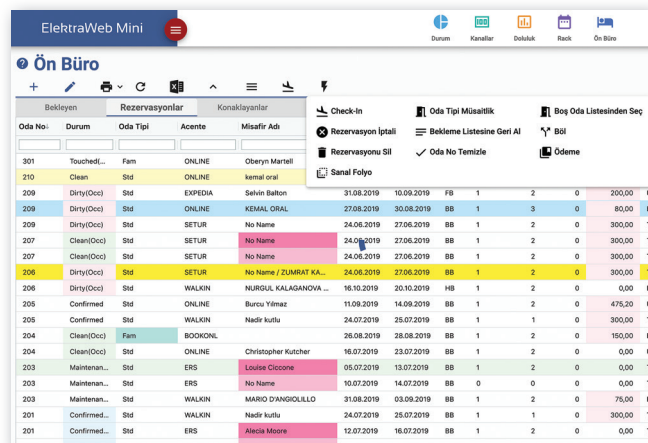 ElektraWeb Mini
Durum Kanallar Doluluk Rack Ön Büro
Ön Büro
Bekleyen Rezervasyonlar Konaklayanlar
Check-In Oda Tipi Müsaitlik Boş Oda Listesinden Seç
Rezervasyon İptali Bekleme Listesine Geri Al Böl
Rezervasyonu Sil Oda No Temizle Ödeme
Sanal Folyo
Oda No Durum Oda Tipi Acente Misafir Adı
301 Touched(... Fam ONLINE Oberyn Martell
210 Clean Std ONLINE kemal oral
209 Dirty(Occ) Std EXPEDIA Selvin Balton 31.08.2019 10.09.2019 FB 1 2 0 200,00
209 Dirty(Occ) Std ONLINE KEMAL ORAL 27.08.2019 30.08.2019 BB 1 3 0 80,00
209 Dirty(Occ) Std SETUR No Name 24.06.2019 27.06.2019 BB 1 2 0 300,00
207 Clean(Occ) Std SETUR No Name 24.06.2019 27.06.2019 BB 1 2 0 300,00
207 Clean(Occ) Std SETUR No Name 24.06.2019 27.06.2019 BB 1 2 0 300,00
206 Dirty(Occ) Std SETUR No Name / ZUMRAT KA... 24.06.2019 27.06.2019 BB 1 2 0 300,00
206 Dirty(Occ) Std WALKIN NURGUL KALAGANOVA ... 16.10.2019 20.10.2019 HB 1 2 0 0,00
205 Confirmed Std ONLINE Burcu Yılmaz 11.09.2019 14.09.2019 BB 1 2 0 475,20
205 Confirmed Std WALKIN Nadir kutlu 24.07.2019 25.07.2019 BB 1 1 0 300,00
204 Clean(Occ) Fam BOOKONL 26.08.2019 28.08.2019 BB 1 2 0 150,00
204 Clean(Occ) Std ONLINE Christopher Kutcher 16.07.2019 23.07.2019 BB 1 2 0 0,00
203 Maintenan... Std ERS Louise Ciccone 05.07.2019 13.07.2019 BB 1 2 0 0,00
203 Maintenan... Std ERS No Name 10.07.2019 14.07.2019 BB 0 0 0 0,00
203 Maintenan... Std WALKIN MARIO D'ANGIOLILLO 31.08.2019 03.09.2019 BB 1 2 0 75,00
201 Confirmed... Std WALKIN Nadir kutlu 24.07.2019 25.07.2019 BB 1 1 0 300,00
201 Confirmed... Std ERS Alecia Moore 12.07.2019 16.07.2019 BB 1 2 0 0,00